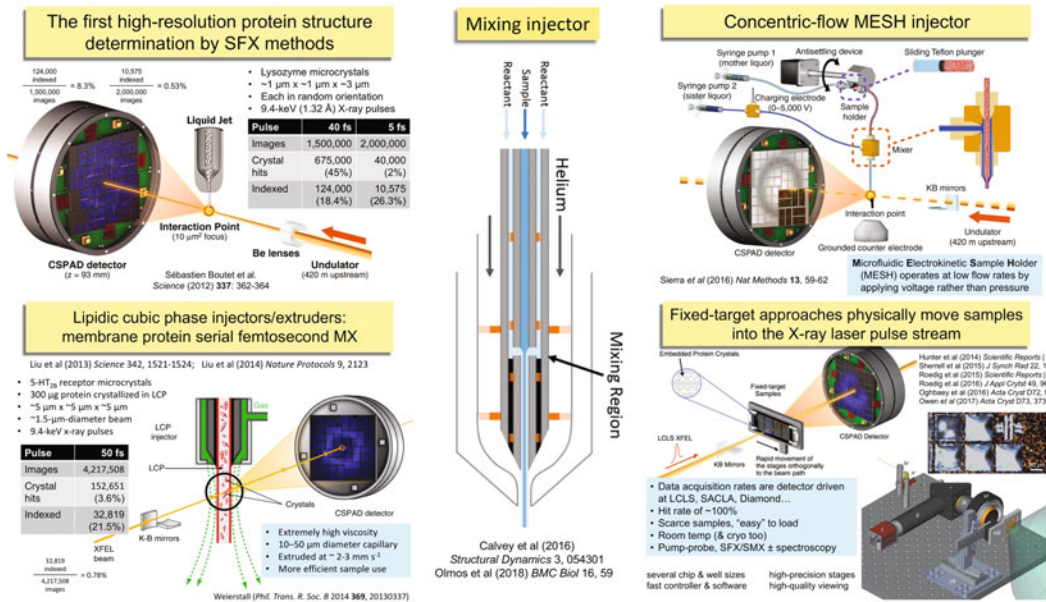 The first high-resolution protein structure
determination by SFX methods
124,000
indexed
1,500,000
images
= 8.3%
10,575
indexed
2,000,000
images
= 0.53%
• Lysozyme microcrystals
• ~1 µm x ~1 µm x ~3 µm
• Each in random orientation
• 9.4-keV (1.32 Å) X-ray pulses
Liquid Jet
Pulse 40 fs 5 fs
Images 1,500,000 2,000,000
Crystal hits 675,000 (45%) 40,000 (2%)
Indexed 124,000 (18.4%) 10,575 (26.3%)
Interaction Point
(10 µm² focus)
Be lenses
CSPAD detector
(z = 93 mm)
Undulator
(420 m upstream)
Sébastien Boutet et al.
Science (2012) 337: 362-364
Lipidic cubic phase injectors/extruders:
membrane protein serial femtosecond MX
Liu et al (2013) Science 342, 1521-1524; Liu et al (2014) Nature Protocols 9, 2123
• 5-HT2B receptor microcrystals
• 300 µg protein crystallized in LCP
• ~5 µm x ~5 µm x ~5 µm
• ~1.5-µm-diameter beam
• 9.4-keV x-ray pulses
Pulse 50 fs
Images 4,217,508
Crystal hits 152,651 (3.6%)
Indexed 32,819 (21.5%)
LCP
injector
Gas
LCP
Crystals
CSPAD detector
K-B mirrors
XFEL
beam
• Extremely high viscosity
• 10–50 µm diameter capillary
• Extruded at ~ 2-3 mm s-1
• More efficient sample use
32,819
indexed
4,217,508
images
= 0.78%
Weierstall (Phil. Trans. R. Soc. B 2014 369, 20130337)
Mixing injector
Reactant
Sample
Reactant
Helium
Mixing Region
Calvey et al (2016)
Structural Dynamics 3, 054301
Olmos et al (2018) BMC Biol 16, 59
Concentric-flow MESH injector
Syringe pump 1
(mother liquor)
Antisettling device
Sliding Teflon plunger
Syringe pump 2
(sister liquor)
Charging electrode
(0–5,000 V)
Sample
holder
Mixer
KB mirrors
Interaction point
CSPAD detector
Grounded counter electrode
Undulator
(420 m upstream)
Sierra et al (2016) Nat Methods 13, 59-62
Microfluidic Electrokinetic Sample Holder
(MESH) operates at low flow rates by
applying voltage rather than pressure
Fixed-target approaches physically move samples
into the X-ray laser pulse stream
Embedded Protein Crystals
Fixed-target
Samples
Hunter et al (2014) Scientific Reports |
Sherrell et al (2015) J Synch Rad 22, 1
Roedig et al (2015) Scientific Reports |
Roedig et al (2016) J Appl Cryst 49, 96
Oghbaey et al (2016) Acta Cryst D72,
Owen et al (2017) Acta Cryst D73, 373
CSPAD Detector
LCLS XFEL
KB Mirrors
Rapid movement of
the stages orthogonally
to the beam path
• Data acquisition rates are detector driven
at LCLS, SACLA, Diamond…
• Hit rate of ~100%
• Scarce samples, "easy" to load
• Room temp (& cryo too)
• Pump-probe, SFX/SMX ± spectroscopy
several chip & well sizes
fast controller & software
high-precision stages
high-quality viewing